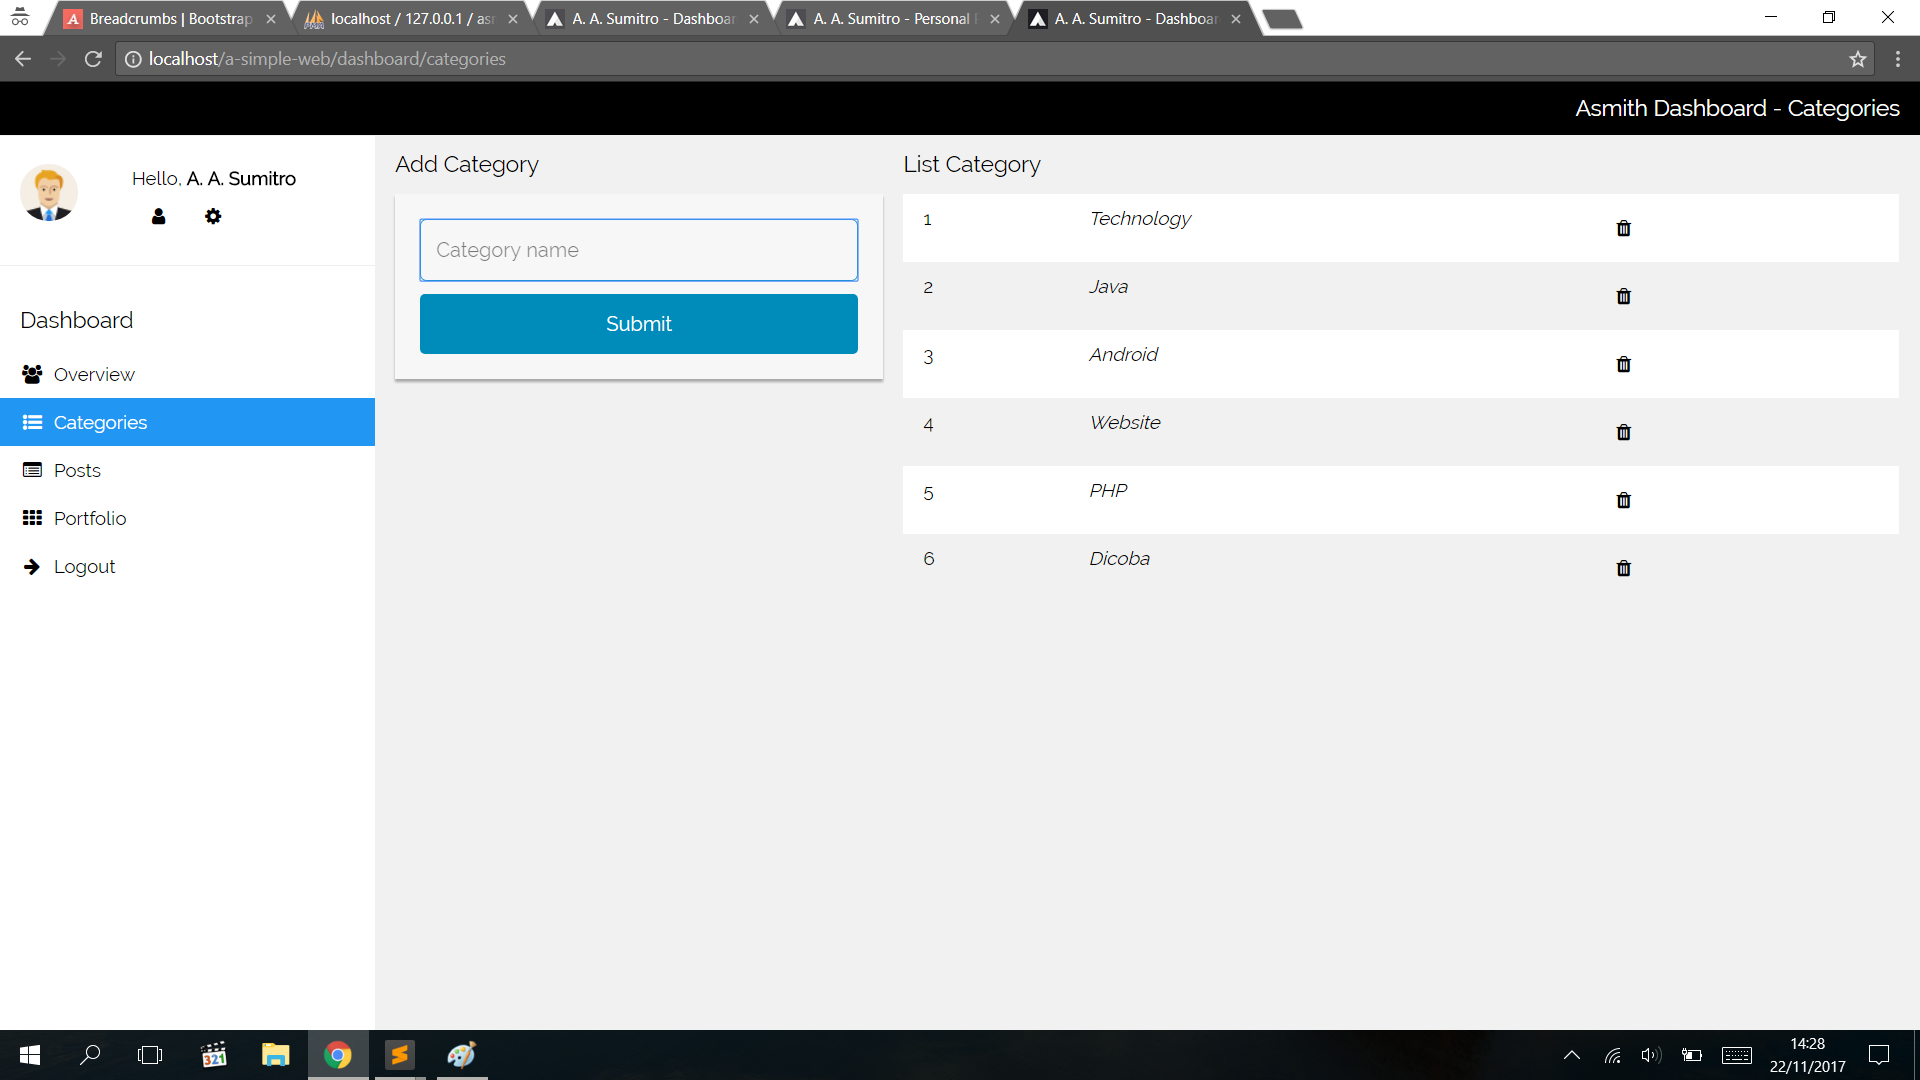 Breadcrumbs | Bootstrap
localhost / 127.0.0.1 / asm
A. A. Sumitro - Dashboar
A. A. Sumitro - Personal
A. A. Sumitro - Dashboar
localhost/a-simple-web/dashboard/categories
Asmith Dashboard - Categories
Hello, A. A. Sumitro
Dashboard
Overview
Categories
Posts
Portfolio
Logout
Add Category
Category name
Submit
List Category
1 Technology
2 Java
3 Android
4 Website
5 PHP
6 Dicoba
321
14:28
22/11/2017